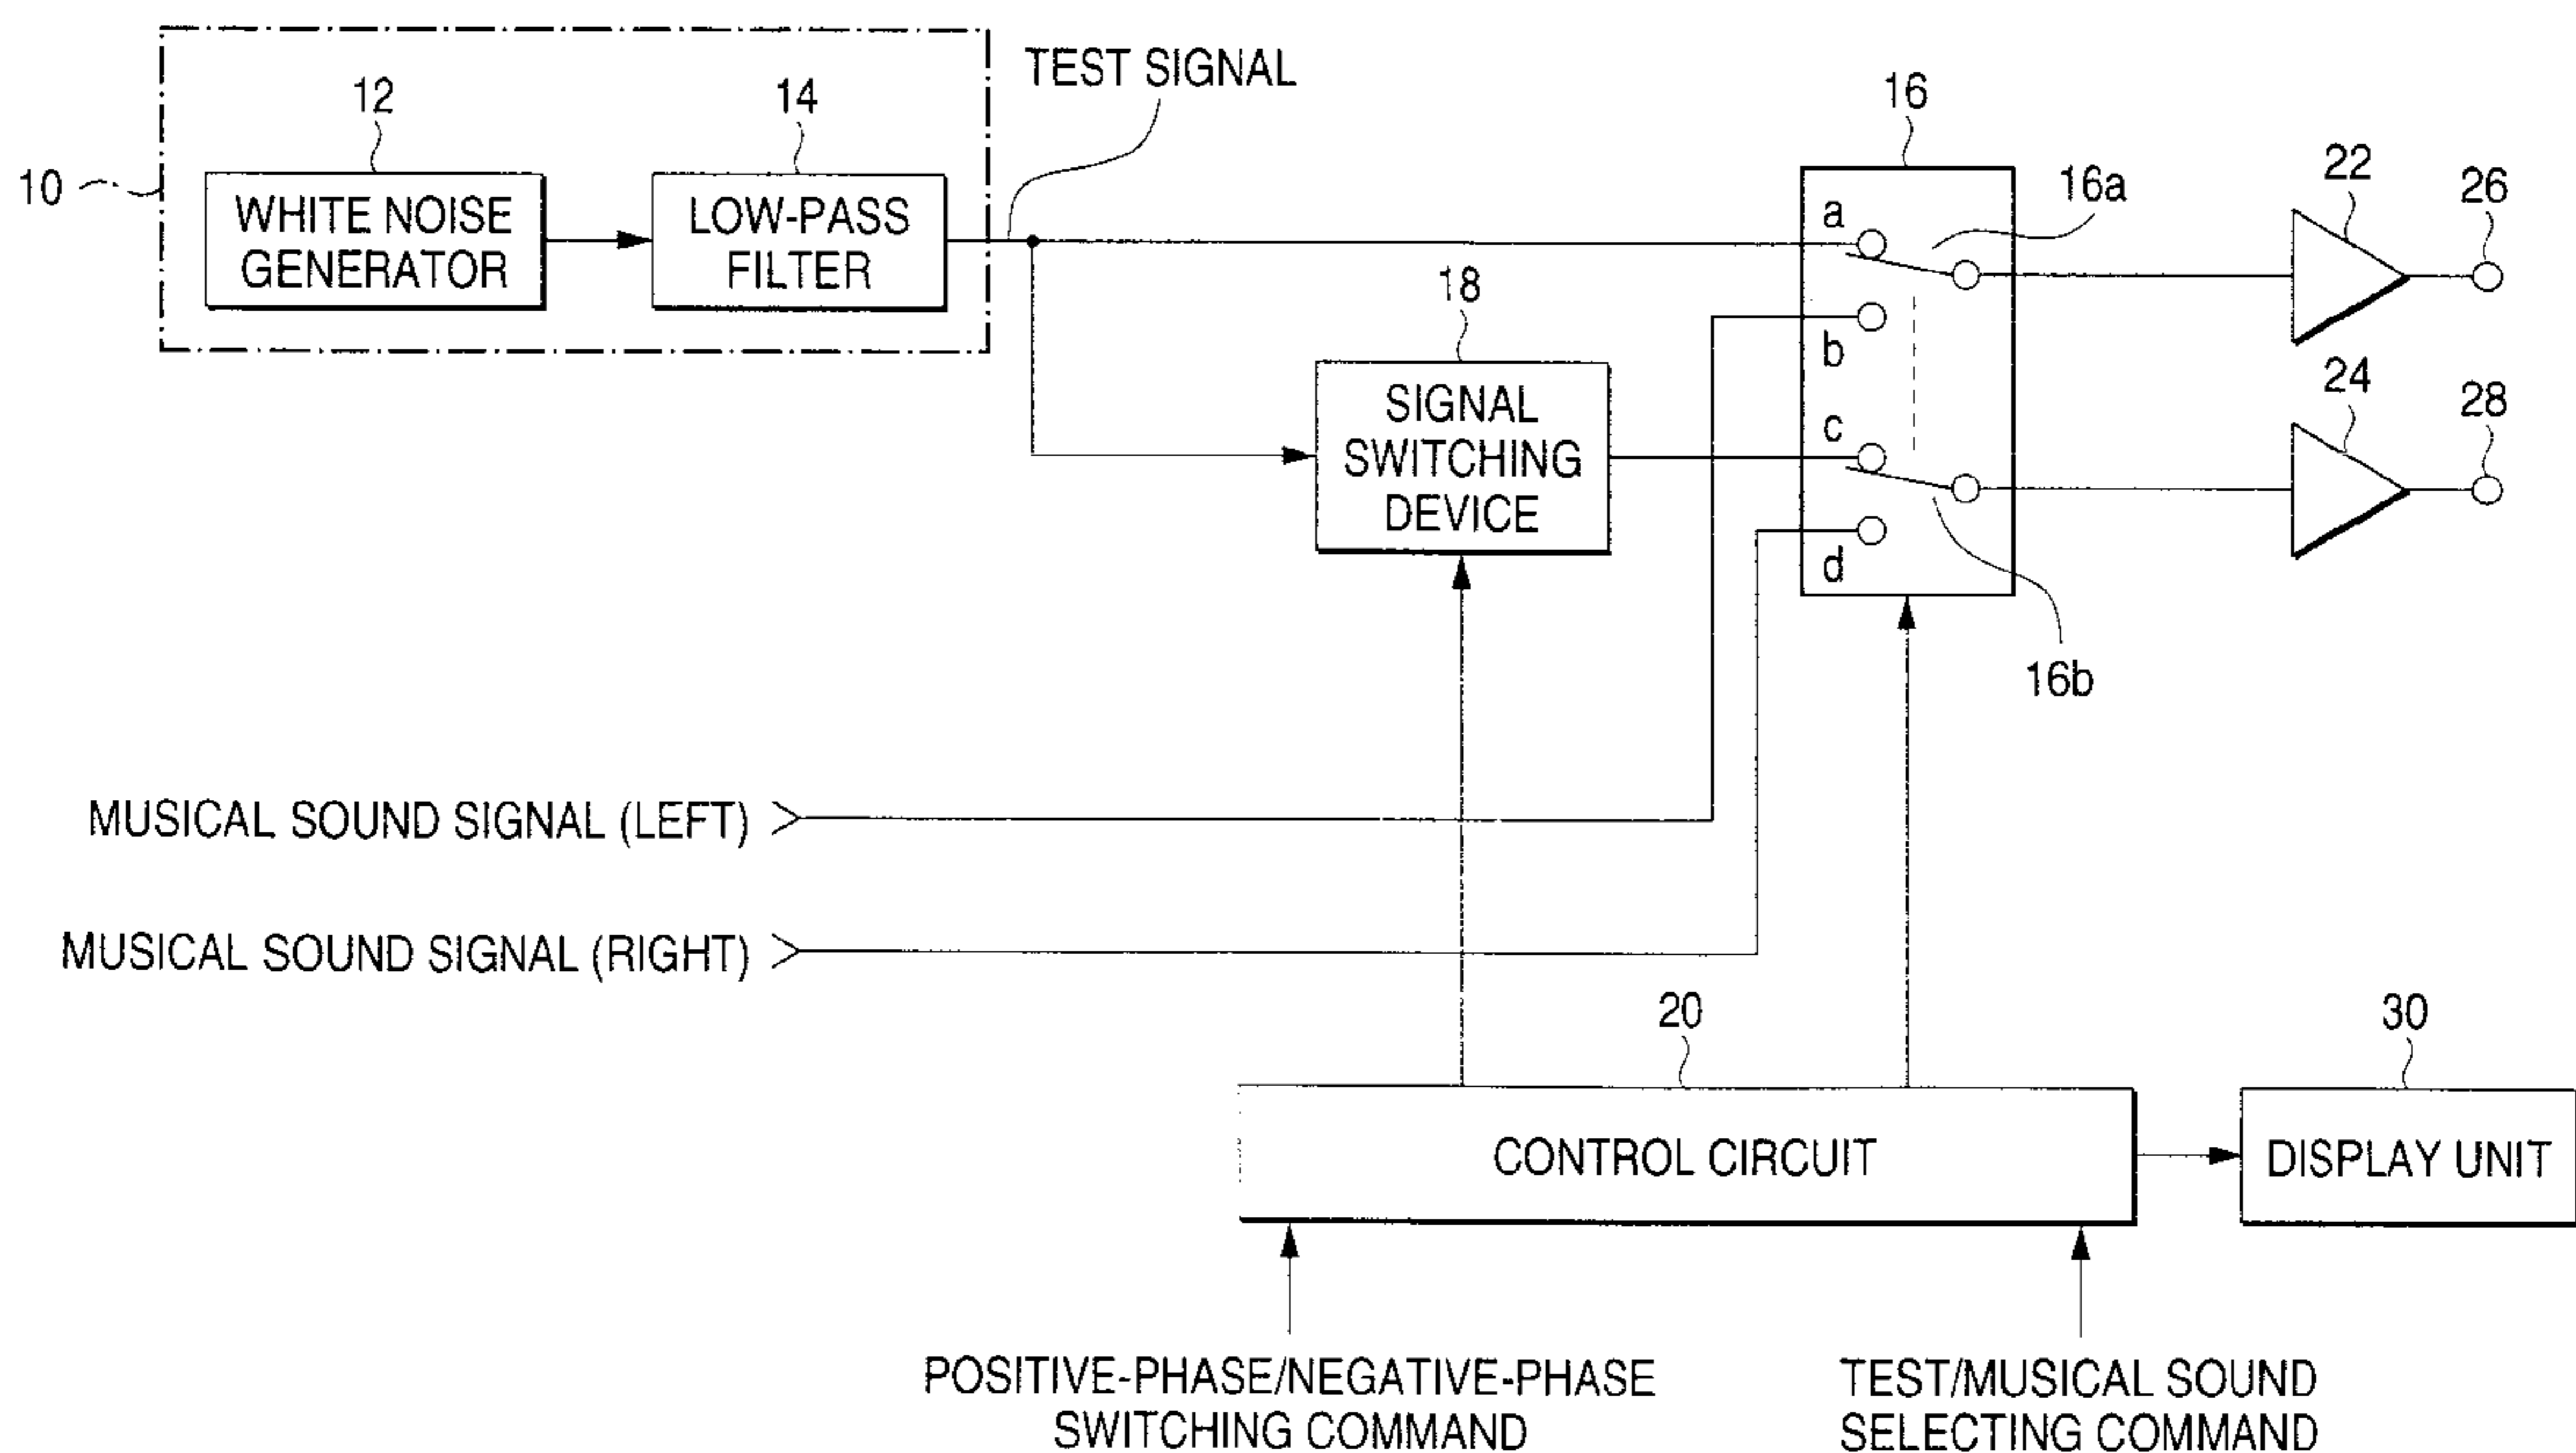 TEST SIGNAL
12
14
16
10
WHITE NOISE
GENERATOR
LOW-PASS
FILTER
a
16a
22
26
18
b
SIGNAL
SWITCHING
DEVICE
c
24
28
d
16b
MUSICAL SOUND SIGNAL (LEFT)
MUSICAL SOUND SIGNAL (RIGHT)
20
30
CONTROL CIRCUIT
DISPLAY UNIT
POSITIVE-PHASE/NEGATIVE-PHASE
SWITCHING COMMAND
TEST/MUSICAL SOUND
SELECTING COMMAND